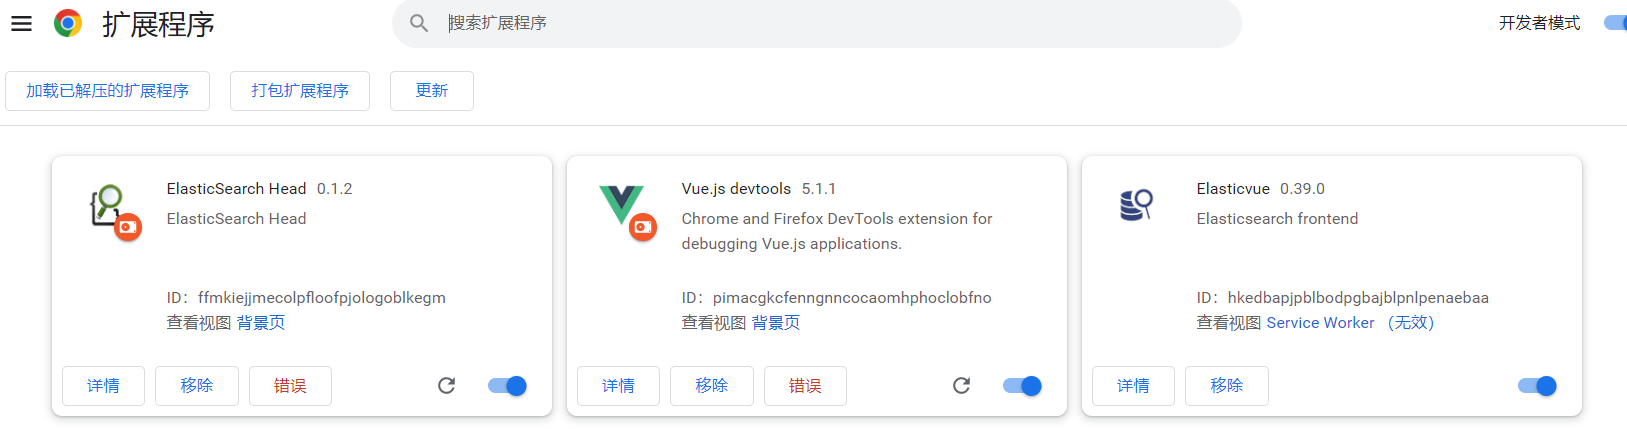 扩展程序
搜索扩展程序
开发者模式
加载已解压的扩展程序
打包扩展程序
更新
ElasticSearch Head 0.1.2
ElasticSearch Head
ID：ffmkiejjmecolpfloofpjologoblkegm
查看视图 背景页
详情
移除
错误
Vue.js devtools 5.1.1
Chrome and Firefox DevTools extension for
debugging Vue.js applications.
ID：pimacgkcfenngnncocaomhphoclobfno
查看视图 背景页
详情
移除
错误
Elasticvue 0.39.0
Elasticsearch frontend
ID：hkedbapjpblbodpgbajblpnlpenaebaa
查看视图 Service Worker （无效）
详情
移除